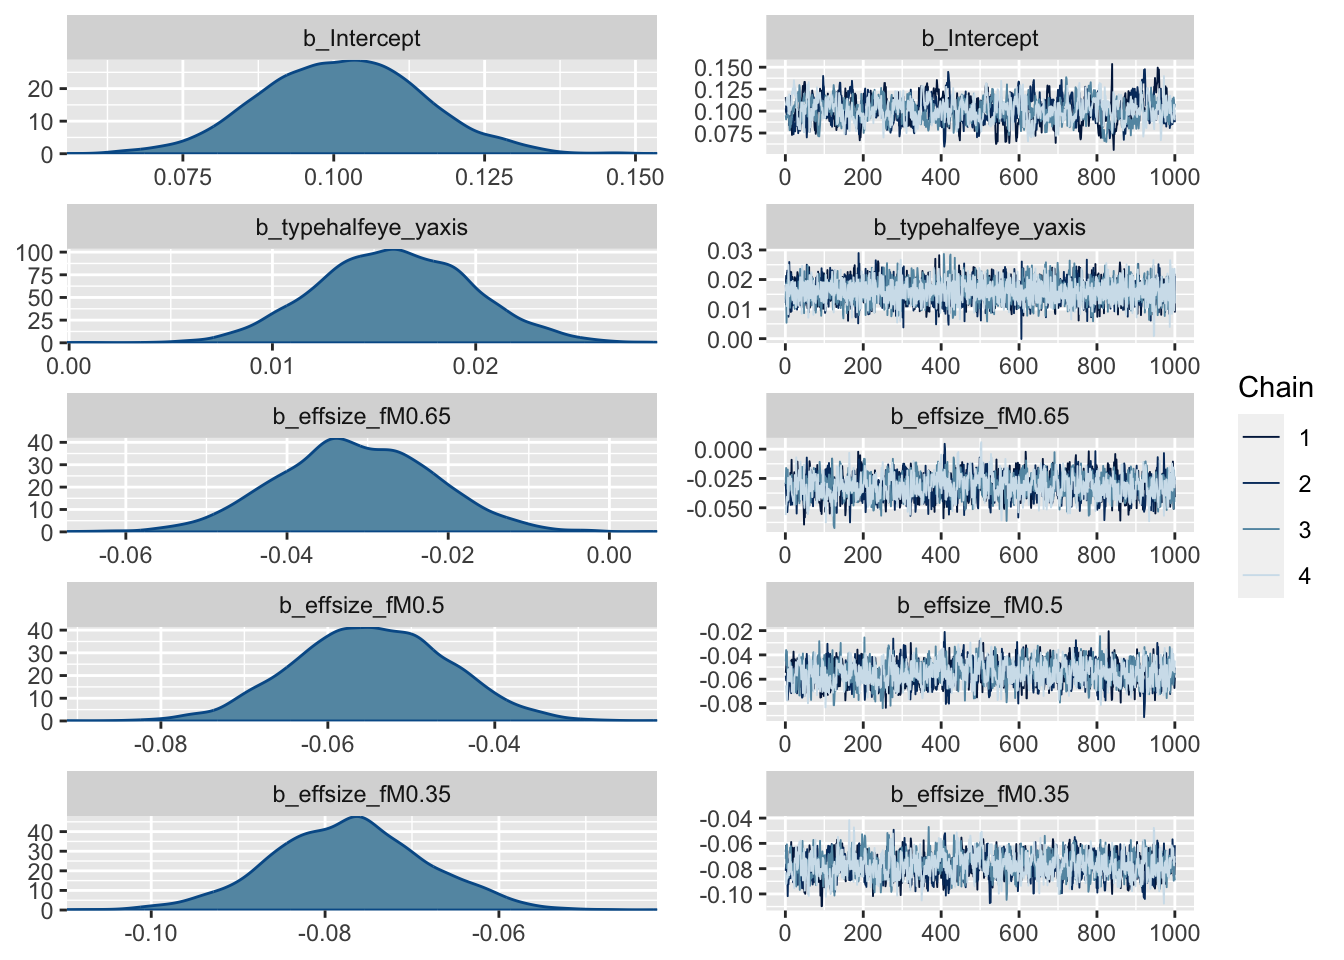 b_Intercept
20
10
0
0.075 0.100 0.125 0.150
b_Intercept
0.150
0.125
0.100
0.075
0 200 400 600 800 1000
b_typehalfeye_yaxis
100
75
50
25
0
0.00 0.01 0.02
b_typehalfeye_yaxis
0.03
0.02
0.01
0.00
0 200 400 600 800 1000
b_effsize_fM0.65
40
30
20
10
0
-0.06 -0.04 -0.02 0.00
b_effsize_fM0.65
0.000
-0.025
-0.050
0 200 400 600 800 1000
b_effsize_fM0.5
40
30
20
10
0
-0.08 -0.06 -0.04
b_effsize_fM0.5
-0.02
-0.04
-0.06
-0.08
0 200 400 600 800 1000
b_effsize_fM0.35
40
30
20
10
0
-0.10 -0.08 -0.06
b_effsize_fM0.35
-0.04
-0.06
-0.08
-0.10
0 200 400 600 800 1000
Chain
1
2
3
4